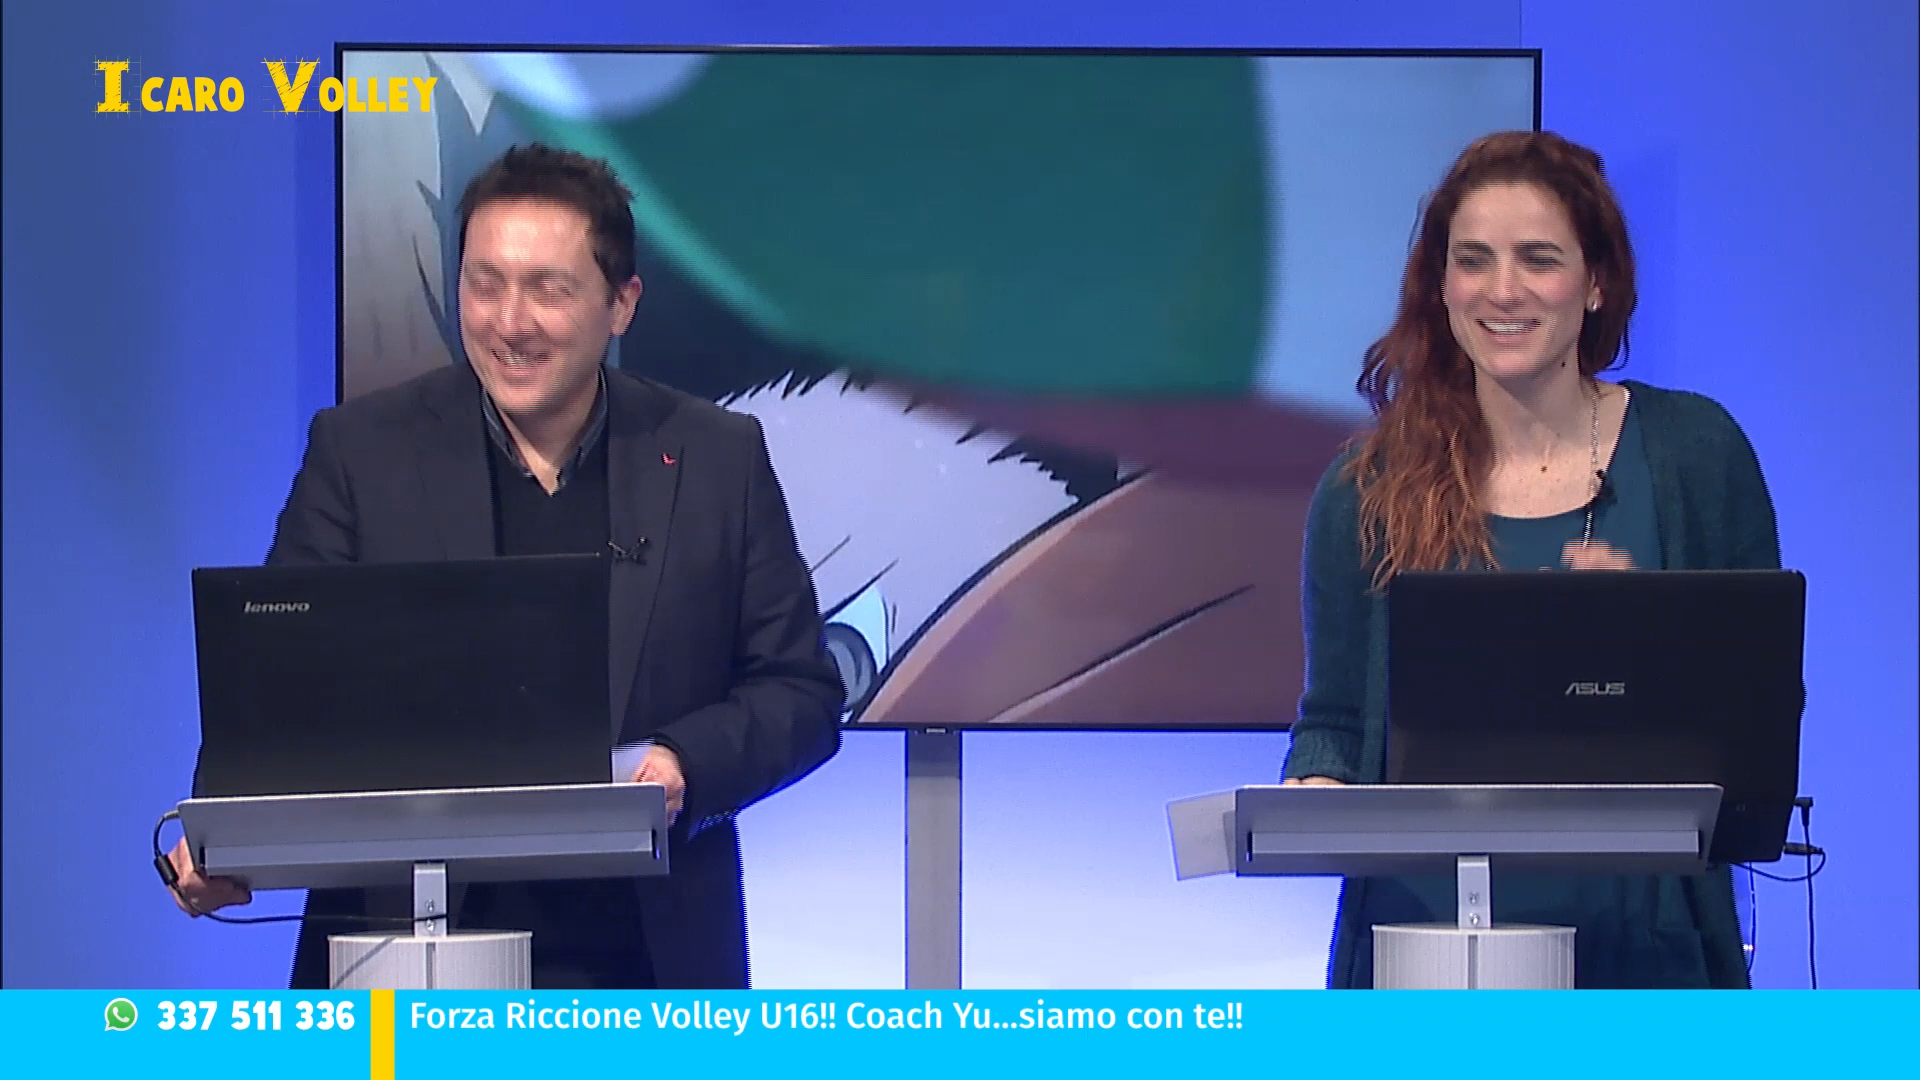 ICARO VOLLEY
lenovo
ASUS
337 511 336
Forza Riccione Volley U16!! Coach Yu...siamo con te!!